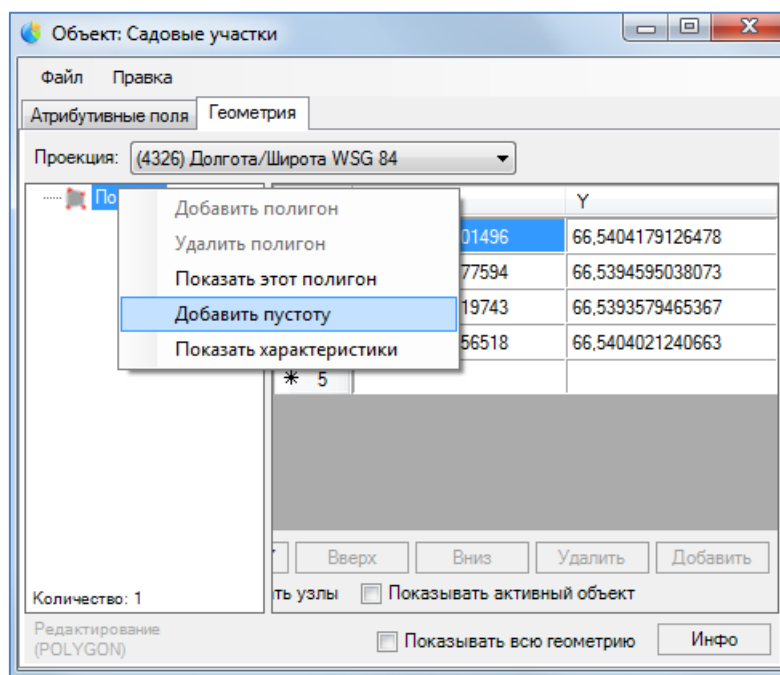 Объект: Садовые участки
Файл Правка
Атрибутивные поля Геометрия
Проекция: (4326) Долгота/Широта WSG 84
Y
Добавить полигон
01496 66,5404179126478
Удалить полигон
77594 66,5394595038073
Показать этот полигон
19743 66,5393579465367
Добавить пустоту
56518 66,5404021240663
Показать характеристики
* 5
Вверх Вниз Удалить Добавить
Количество: 1 узлы Показывать активный объект
Редактирование
(POLYGON) Показывать всю геометрию Инфо